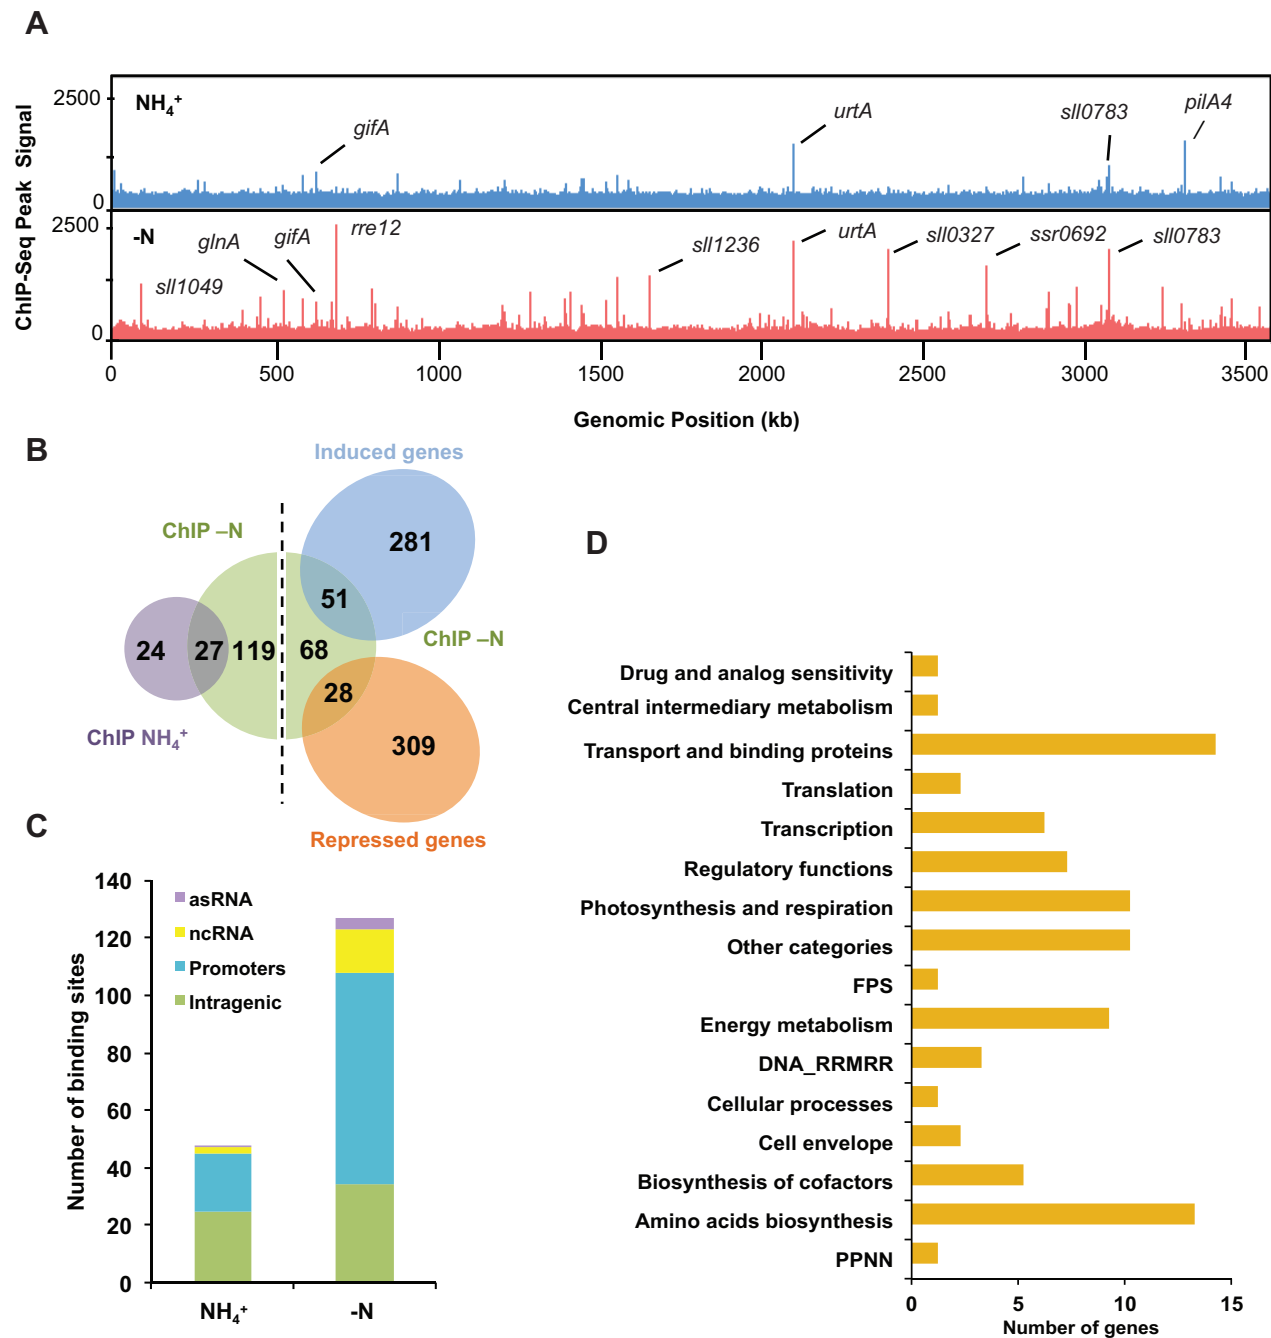 A
ChIP-Seq Peak Signal
2500
0
NH4+
gifA
urtA
sll0783
pilA4
2500
0
-N
sll1049
glnA
gifA
rre12
sll1236
urtA
sll0327
ssr0692
sll0783
0 500 1000 1500 2000 2500 3000 3500
Genomic Position (kb)
B
Induced genes
ChIP –N
281
51
ChIP –N
24 27 119 68
28
ChIP NH4+
309
Repressed genes
C
Number of binding sites
140
120
100
80
60
40
20
0
asRNA
ncRNA
Promoters
Intragenic
NH4+ -N
D
Drug and analog sensitivity
Central intermediary metabolism
Transport and binding proteins
Translation
Transcription
Regulatory functions
Photosynthesis and respiration
Other categories
FPS
Energy metabolism
DNA_RRMRR
Cellular processes
Cell envelope
Biosynthesis of cofactors
Amino acids biosynthesis
PPNN
0 5 10 15
Number of genes